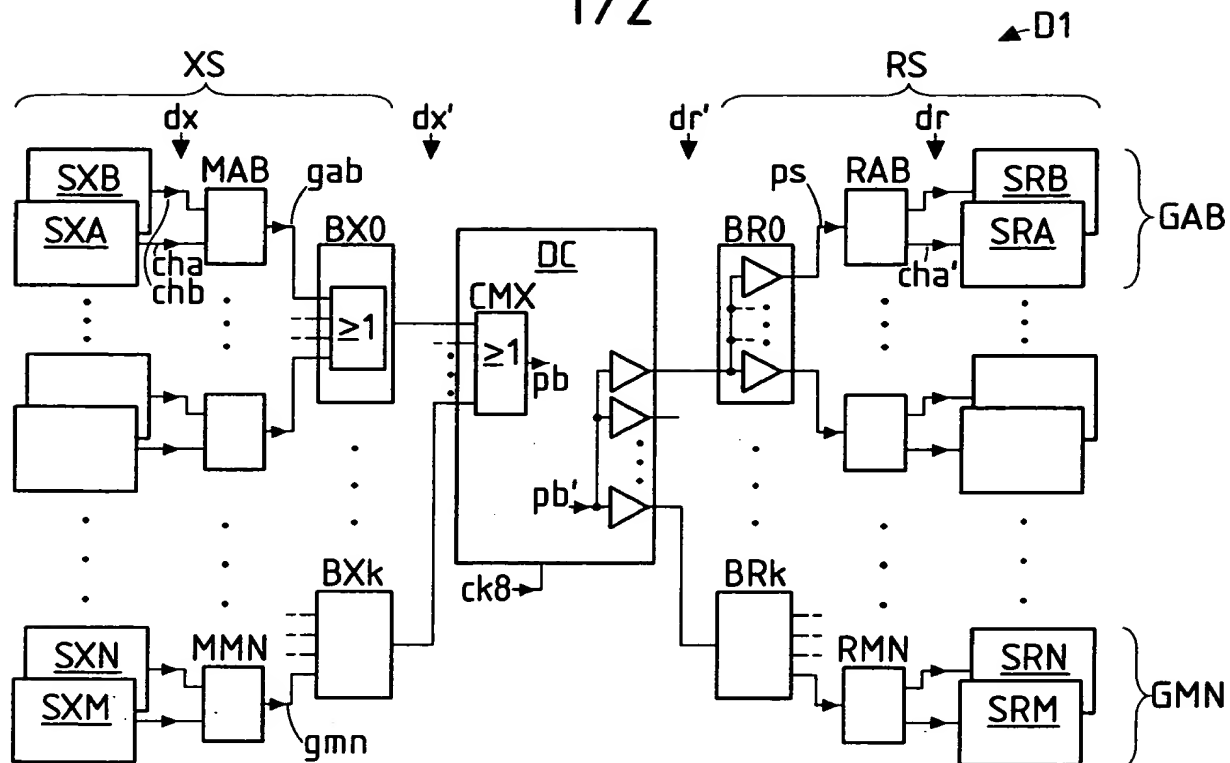 1/2
D1
XS
RS
dx
dx'
dr'
dr
MAB
gab
ps
RAB
SXB
SRB
SXA
BX0
DC
BR0
SRA
GAB
cha
chb
cha'
CMX
≥1
≥1
pb
pb'
ck8
BXk
BRk
SXN
MMN
RMN
SRN
SXM
SRM
GMN
gmn